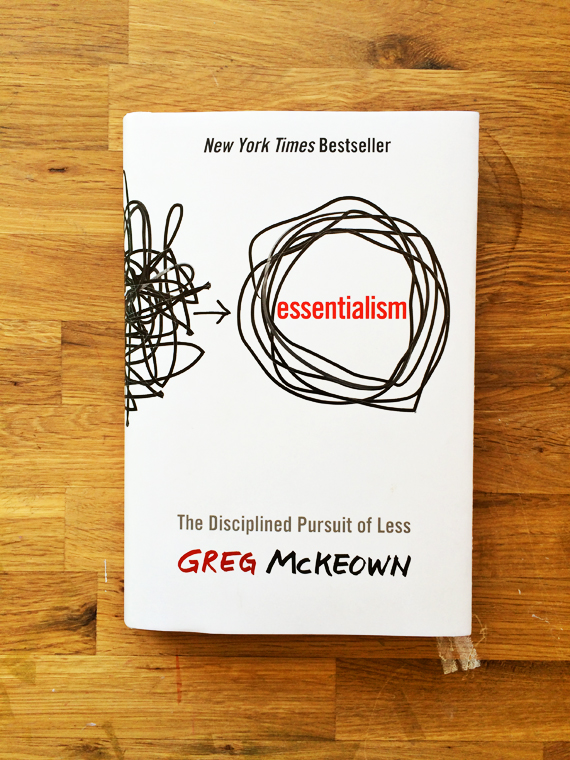 New York Times Bestseller
essentialism
The Disciplined Pursuit of Less
GREG McKEOWN